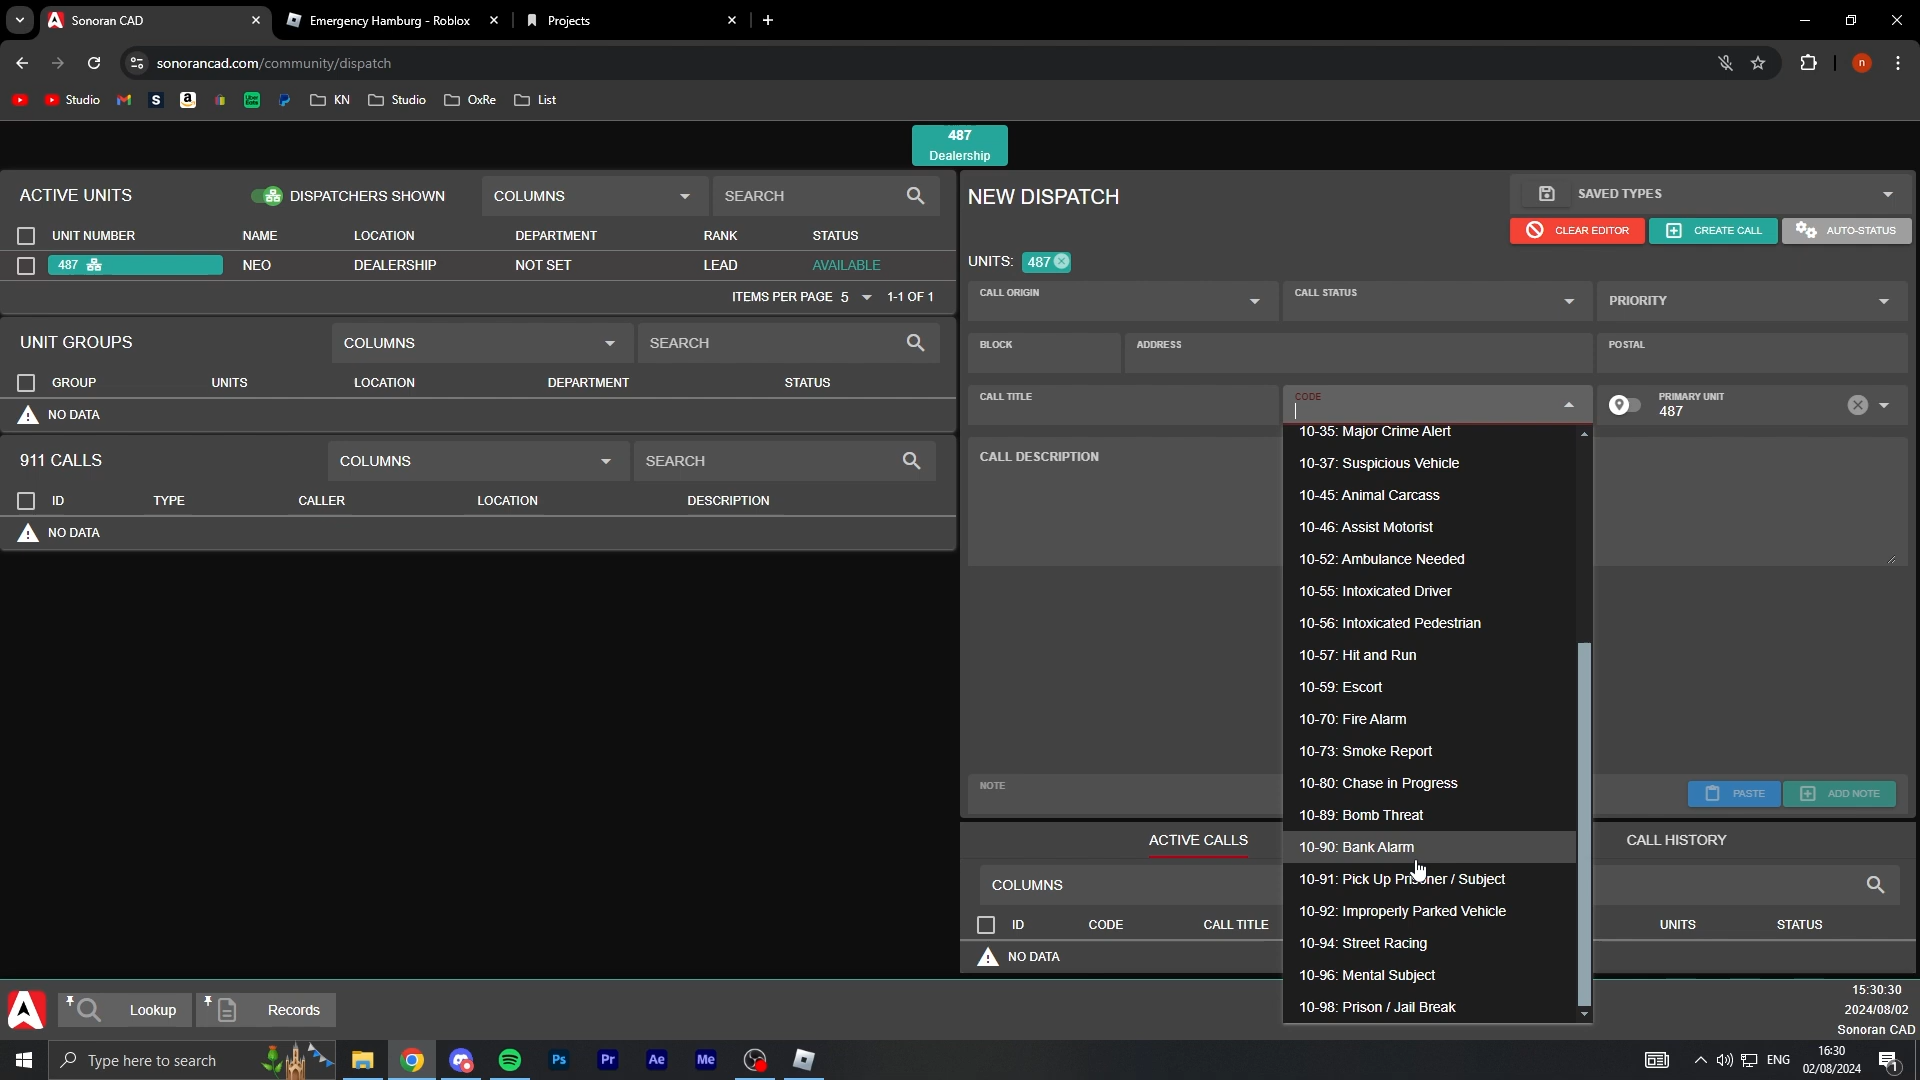 Sonoran CAD
Emergency Hamburg - Roblox
Projects
sonorancad.com/community/dispatch
n
Studio
S
KN
Studio
OxRe
List
487
Dealership
ACTIVE UNITS
DISPATCHERS SHOWN
COLUMNS
SEARCH
UNIT NUMBER NAME LOCATION DEPARTMENT RANK STATUS
487 NEO DEALERSHIP NOT SET LEAD AVAILABLE
ITEMS PER PAGE 5 1-1 OF 1
UNIT GROUPS
COLUMNS
SEARCH
GROUP UNITS LOCATION DEPARTMENT STATUS
NO DATA
911 CALLS
COLUMNS
SEARCH
ID TYPE CALLER LOCATION DESCRIPTION
NO DATA
NEW DISPATCH
SAVED TYPES
CLEAR EDITOR
CREATE CALL
AUTO-STATUS
UNITS: 487
CALL ORIGIN
CALL STATUS
PRIORITY
BLOCK
ADDRESS
POSTAL
CALL TITLE
CODE
PRIMARY UNIT
487
CALL DESCRIPTION
10-35: Major Crime Alert
10-37: Suspicious Vehicle
10-45: Animal Carcass
10-46: Assist Motorist
10-52: Ambulance Needed
10-55: Intoxicated Driver
10-56: Intoxicated Pedestrian
10-57: Hit and Run
10-59: Escort
10-70: Fire Alarm
10-73: Smoke Report
10-80: Chase in Progress
10-89: Bomb Threat
10-90: Bank Alarm
10-91: Pick Up Prisoner / Subject
10-92: Improperly Parked Vehicle
10-94: Street Racing
10-96: Mental Subject
10-98: Prison / Jail Break
NOTE
PASTE
ADD NOTE
ACTIVE CALLS
CALL HISTORY
COLUMNS
ID CODE CALL TITLE UNITS STATUS
NO DATA
Lookup
Records
15:30:30
2024/08/02
Sonoran CAD
Type here to search
Ps
Pr
Ae
Me
ENG
16:30
02/08/2024
1